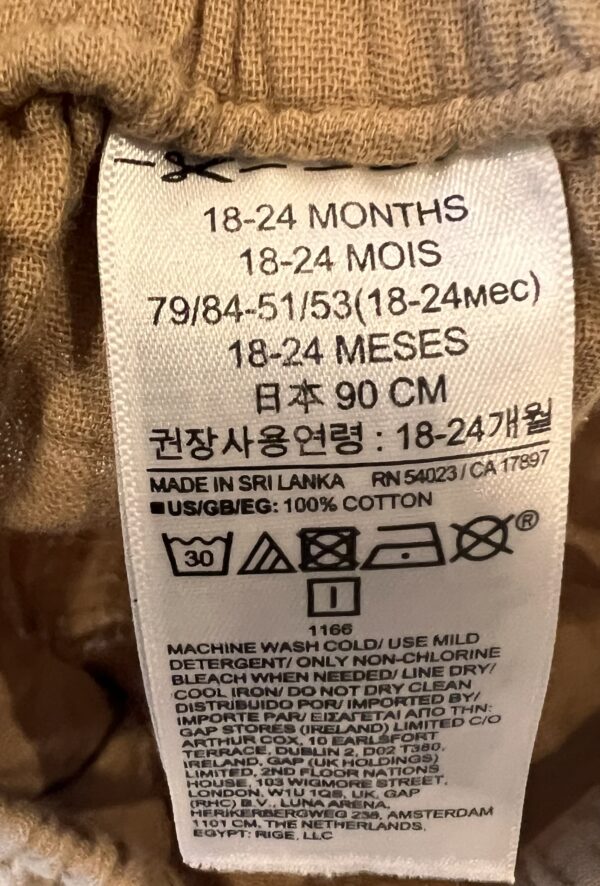 18-24 MONTHS
18-24 MOIS
79/84-51/53(18-24мес)
18-24 MESES
日本 90 CM
권장사용연령 : 18-24개월
MADE IN SRI LANKA RN 54023 / CA 17897
US/GB/EG: 100% COTTON
30 ®
1166
MACHINE WASH COLD/ USE MILD
DETERGENT/ ONLY NON-CHLORINE
BLEACH WHEN NEEDED/ LINE DRY/
COOL IRON/ DO NOT DRY CLEAN
DISTRIBUIDO POR/ IMPORTED BY/
IMPORTE PAR/ ΕΙΣΑΓΕΤΑΙ ΑΠΟ ΤΗΝ:
GAP STORES (IRELAND) LIMITED C/O
ARTHUR COX, 10 EARLSFORT
TERRACE, DUBLIN 2, D02 T380,
IRELAND. GAP (UK HOLDINGS)
LIMITED, 2ND FLOOR NATIONS
HOUSE, 103 WIGMORE STREET,
LONDON, W1U 1QS, UK. GAP
(RHC) B.V., LUNA ARENA,
HERIKERBERGWEG 238, AMSTERDAM
1101 CM, THE NETHERLANDS.
EGYPT: RIGE, LLC